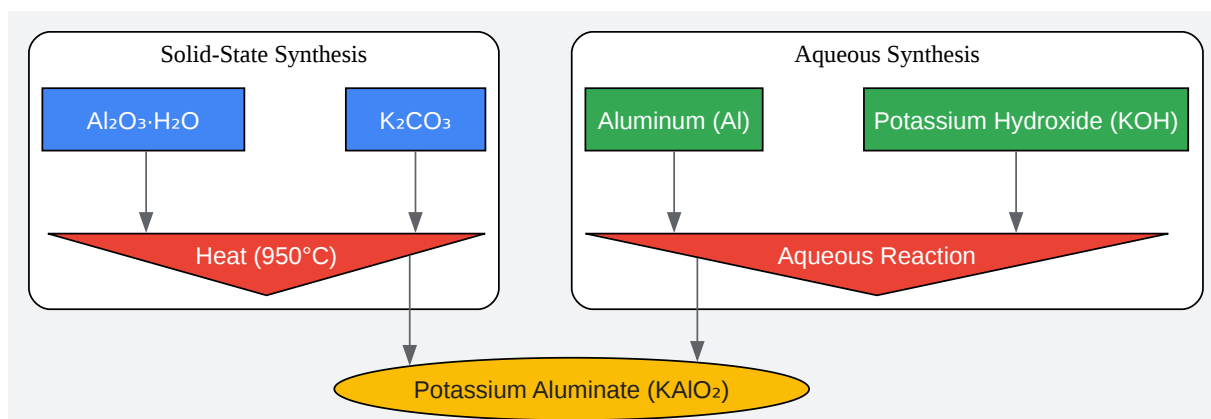 Solid-State Synthesis
Aqueous Synthesis
Al₂O₃·H₂O
K₂CO₃
Aluminum (Al)
Potassium Hydroxide (KOH)
Heat (950°C)
Aqueous Reaction
Potassium Aluminate (KAlO₂)